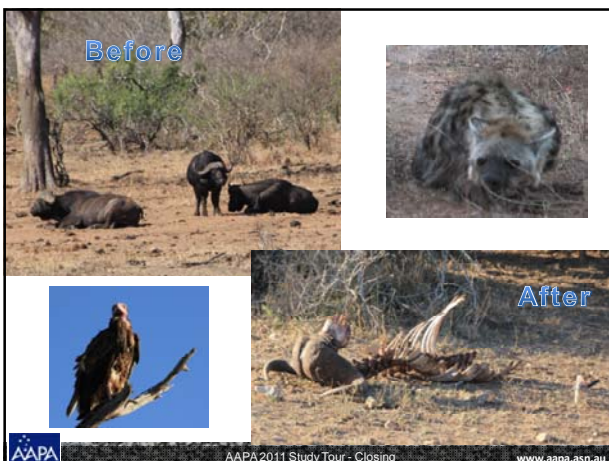 Before
After
AAPA
AAPA 2011 Study Tour - Closing
www.aapa.asn.au